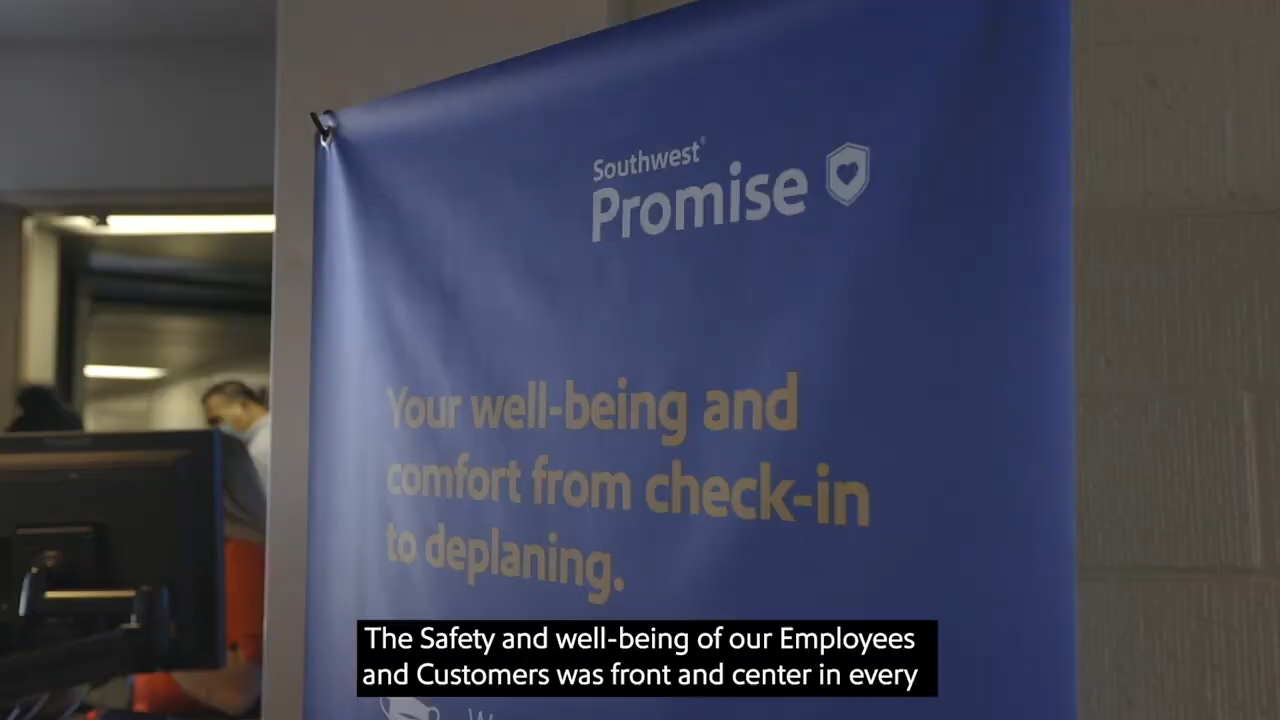 Southwest®
Promise
Your well-being and
comfort from check-in
to deplaning.
The Safety and well-being of our Employees
and Customers was front and center in every